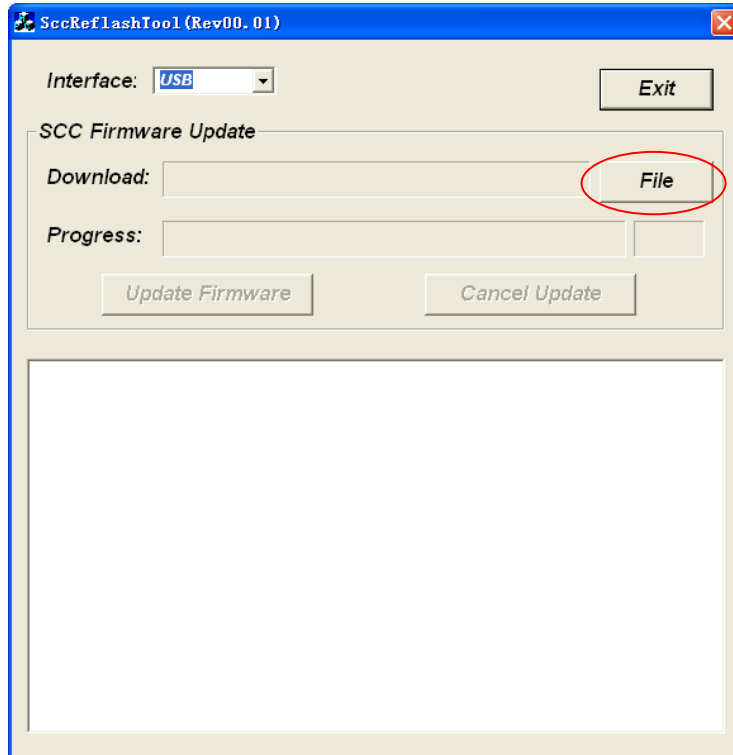 SccReflashTool(Rev00.01)
Interface: USB
Exit
SCC Firmware Update
Download:
File
Progress:
Update Firmware
Cancel Update